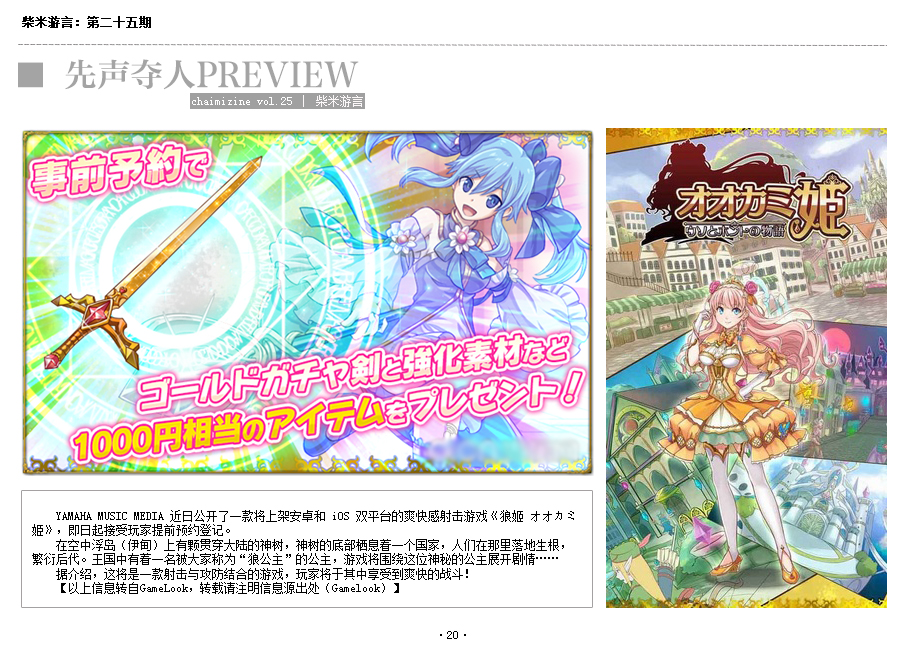 柴米游言：第二十五期
先声夺人PREVIEW
chaimizine vol.25 | 柴米游言
事前予約で
ゴールドガチャ剣と強化素材など
1000円相当のアイテムをプレゼント！
オオカミ姫
ウソとホントの物語
YAMAHA MUSIC MEDIA 近日公开了一款将上架安卓和 iOS 双平台的爽快感射击游戏《狼姬 オオカミ
姫》，即日起接受玩家提前预约登记。
在空中浮岛（伊甸）上有颗贯穿大陆的神树，神树的底部栖息着一个国家，人们在那里落地生根，
繁衍后代。王国中有着一名被大家称为“狼公主”的公主，游戏将围绕这位神秘的公主展开剧情……
据介绍，这将是一款射击与攻防结合的游戏，玩家将于其中享受到爽快的战斗！
【以上信息转自GameLook，转载请注明信息源出处（Gamelook）】
·20·